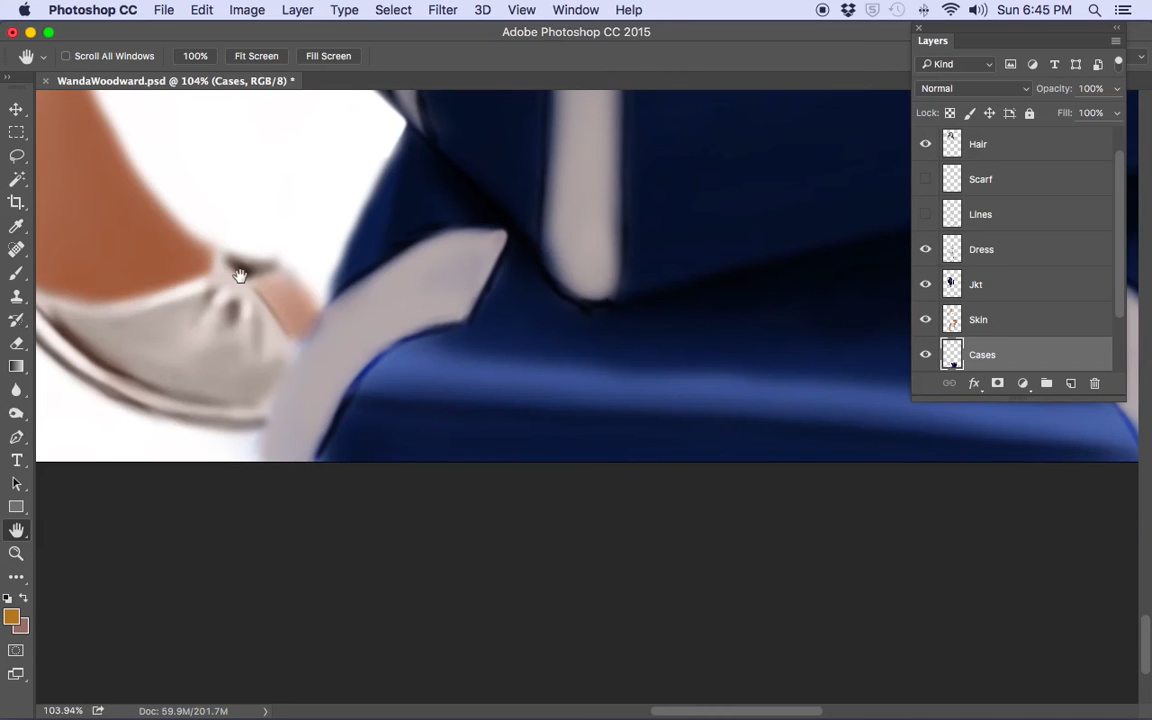 Photoshop CC File Edit Image Layer Type Select Filter 3D View Window Help Sun 6:45 PM
Adobe Photoshop CC 2015
Scroll All Windows 100% Fit Screen Fill Screen
WandaWoodward.psd @ 104% (Cases, RGB/8) *
Layers
Kind
Normal Opacity: 100%
Lock: Fill: 100%
Hair
Scarf
Lines
Dress
Jkt
Skin
Cases
fx
103.94% Doc: 59.9M/201.7M